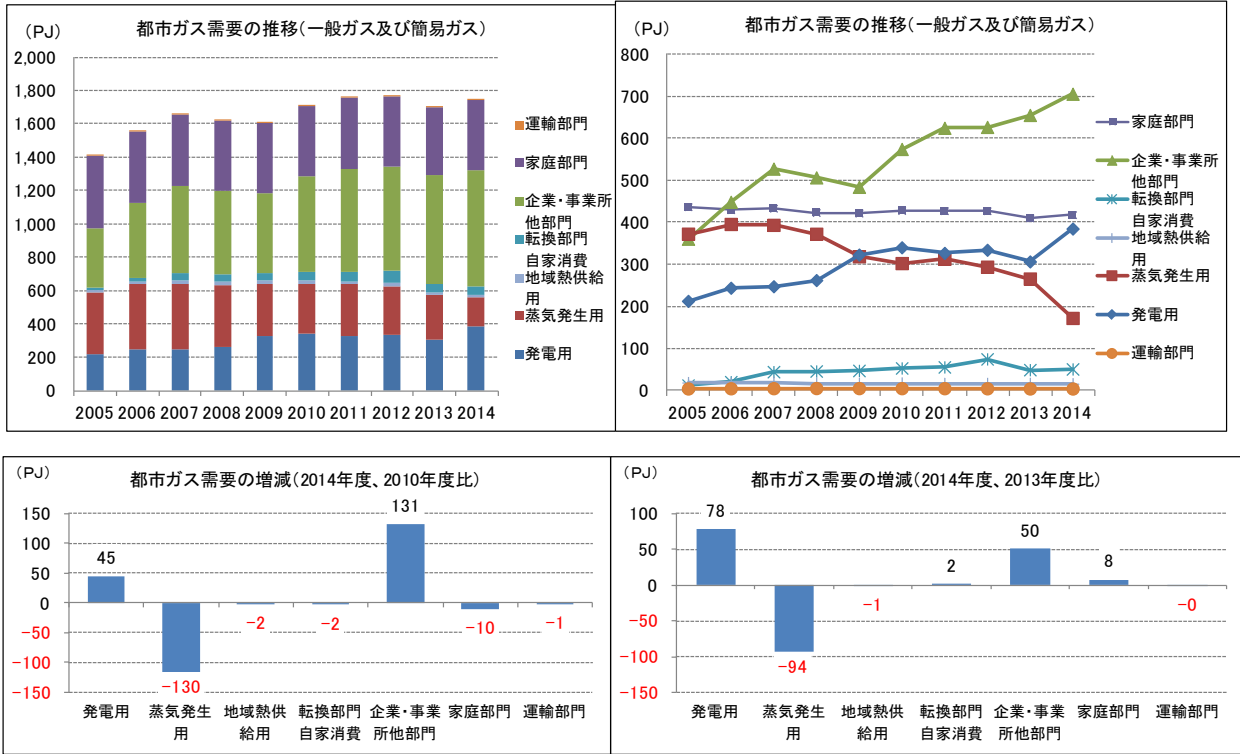 都市ガス需要の推移(一般ガス及び簡易ガス)
(PJ)
2,000
1,800
1,600
1,400
1,200
1,000
800
600
400
200
0
2005 2006 2007 2008 2009 2010 2011 2012 2013 2014
運輸部門
家庭部門
企業・事業所
他部門
転換部門
自家消費
地域熱供給
用
蒸気発生用
発電用
都市ガス需要の推移(一般ガス及び簡易ガス)
(PJ)
800
700
600
500
400
300
200
100
0
2005 2006 2007 2008 2009 2010 2011 2012 2013 2014
家庭部門
企業・事業所
他部門
転換部門
自家消費
地域熱供給
用
蒸気発生用
発電用
運輸部門
(PJ)
都市ガス需要の増減(2014年度、2010年度比)
150
100
50
0
-50
-100
-150
45
-130
-2
-2
131
-10
-1
発電用 蒸気発生 地域熱供 転換部門 企業・事業 家庭部門 運輸部門
用 給用 自家消費 所他部門
(PJ)
都市ガス需要の増減(2014年度、2013年度比)
100
50
0
-50
-100
-150
78
-94
-1
2
50
8
-0
発電用 蒸気発生 地域熱供 転換部門 企業・事業 家庭部門 運輸部門
用 給用 自家消費 所他部門